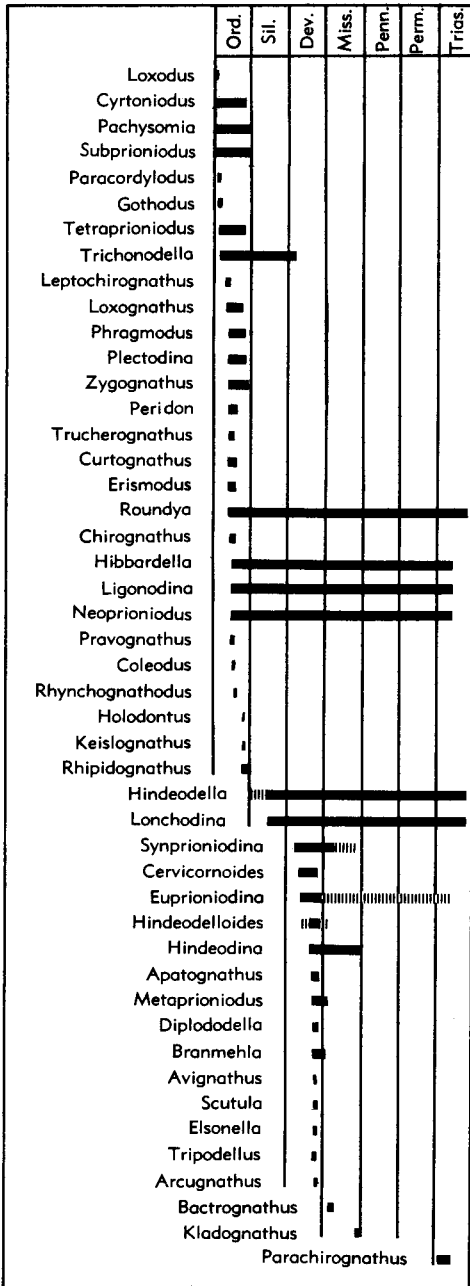 Ord. Sil. Dev. Miss. Penn. Perm. Trias.
Loxodus
Cyrtoniodus
Pachysomia
Subprioniodus
Paracordylodus
Gothodus
Tetraprioniodus
Trichonodella
Leptochirognathus
Loxognathus
Phragmodus
Plectodina
Zygognathus
Peridon
Trucherognathus
Curtognathus
Erismodus
Roundya
Chirognathus
Hibbardella
Ligonodina
Neoprioniodus
Pravognathus
Coleodus
Rhynchognathodus
Holodontus
Keislognathus
Rhipidognathus
Hindeodella
Lonchodina
Synprioniodina
Cervicornoides
Euprioniodina
Hindeodelloides
Hindeodina
Apatognathus
Metaprioniodus
Diplododella
Branmehla
Avignathus
Scutula
Elsonella
Tripodellus
Arcugnathus
Bactrognathus
Kladognathus
Parachirognathus